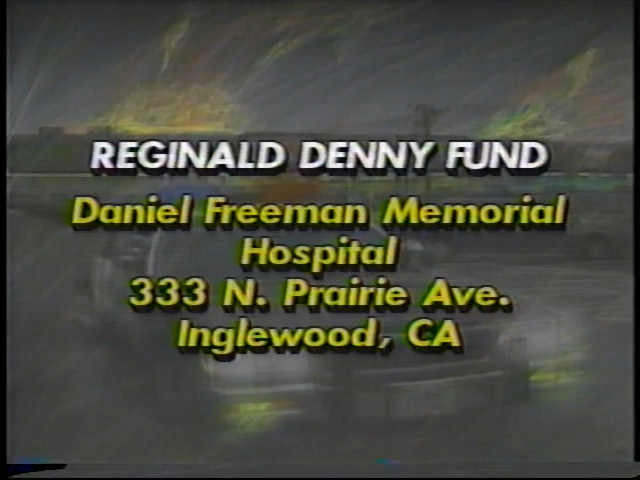 REGINALD DENNY FUND
Daniel Freeman Memorial
Hospital
333 N. Prairie Ave.
Inglewood, CA